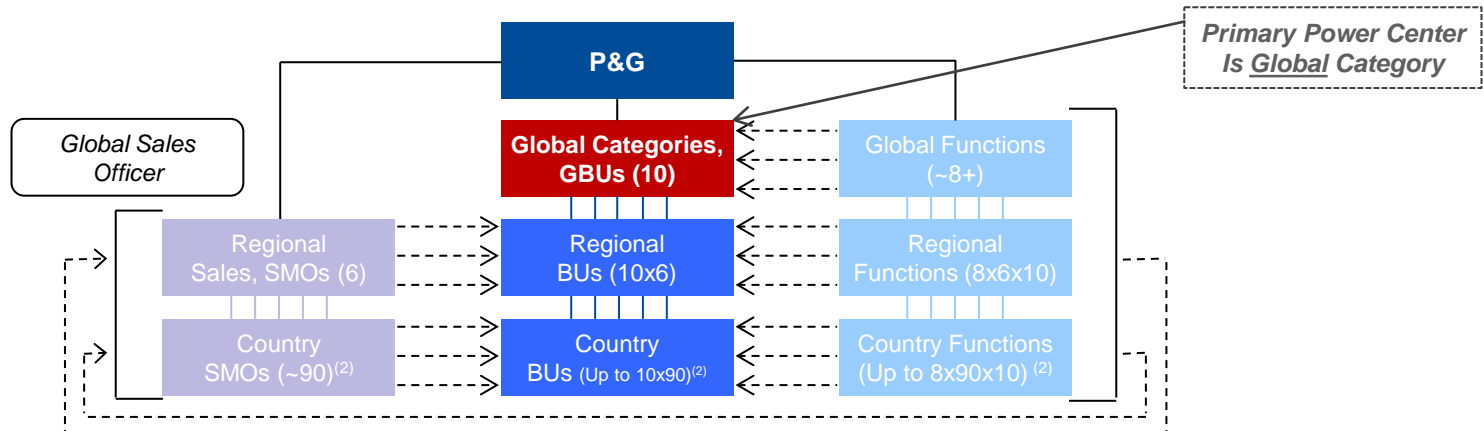 Primary Power Center
Is Global Category
P&G
Global Sales
Officer
Global Categories,
GBUs (10)
Global Functions
(~8+)
Regional
Sales, SMOs (6)
Regional
BUs (10x6)
Regional
Functions (8x6x10)
Country
SMOs (~90)(2)
Country
BUs (Up to 10x90)(2)
Country Functions
(Up to 8x90x10) (2)